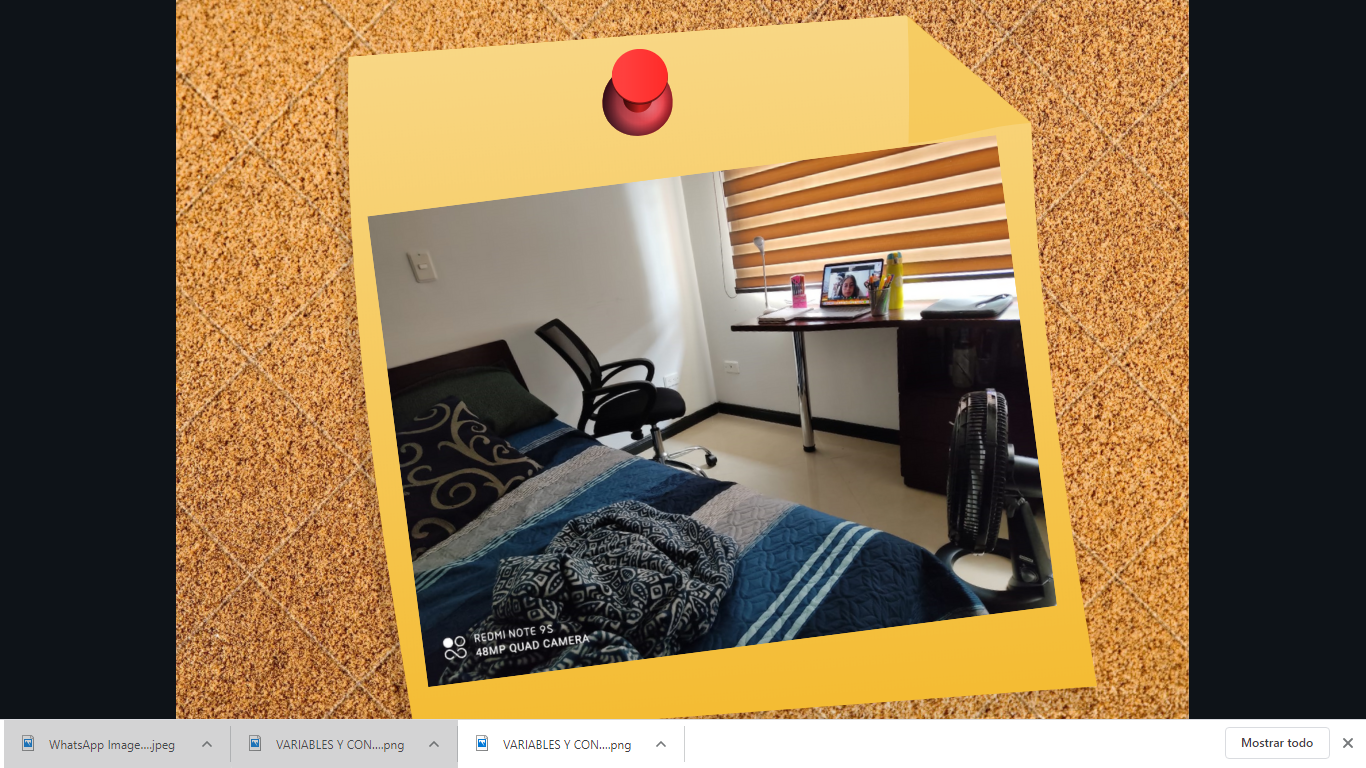 REDMI NOTE 9S
48MP QUAD CAMERA
WhatsApp Image....jpeg
VARIABLES Y CON....png
VARIABLES Y CON....png
Mostrar todo